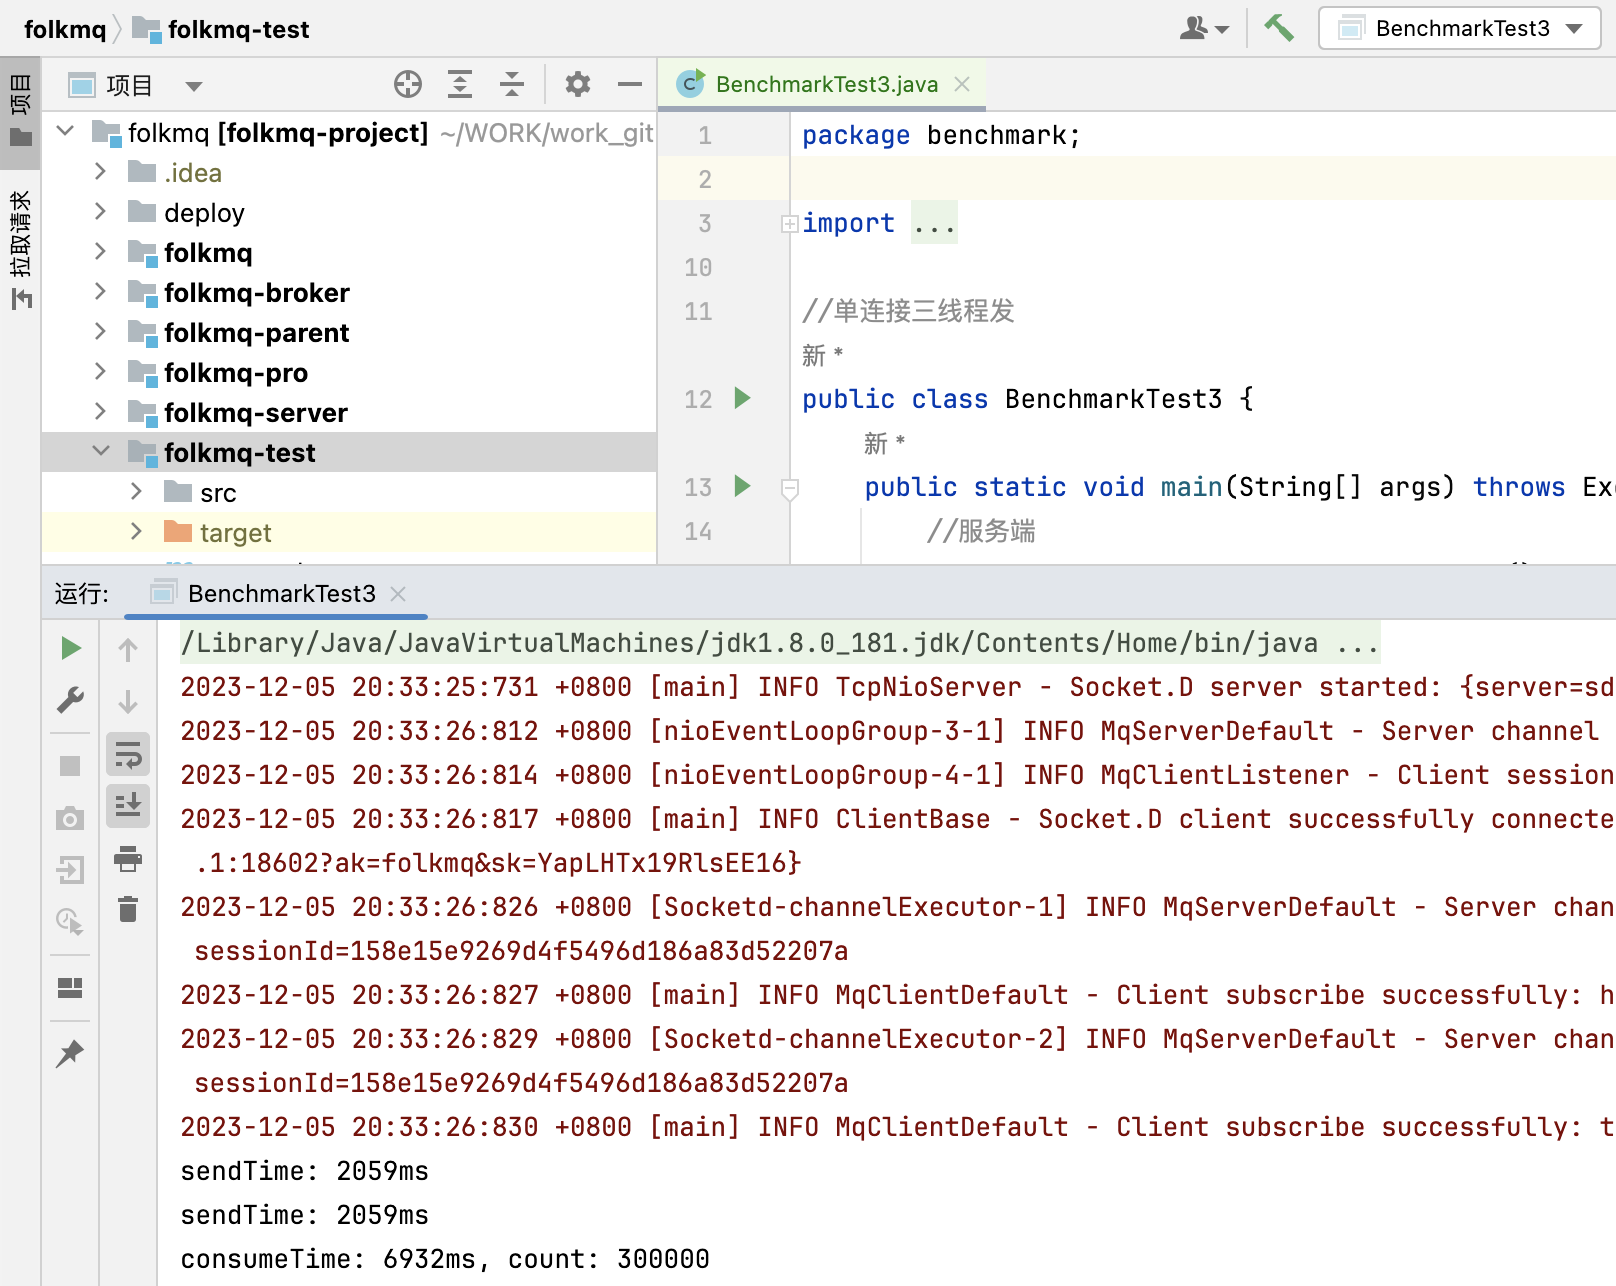 folkmq folkmq-test
BenchmarkTest3
项目
拉取请求
项目
BenchmarkTest3.java
folkmq [folkmq-project] ~/WORK/work_git
.idea
deploy
folkmq
folkmq-broker
folkmq-parent
folkmq-pro
folkmq-server
folkmq-test
src
target
1 package benchmark;
2
3 import ...
10
11 //单连接三线程发
新 *
12 public class BenchmarkTest3 {
新 *
13 public static void main(String[] args) throws Exc
14 //服务端
运行: BenchmarkTest3
/Library/Java/JavaVirtualMachines/jdk1.8.0_181.jdk/Contents/Home/bin/java ...
2023-12-05 20:33:25:731 +0800 [main] INFO TcpNioServer - Socket.D server started: {server=sd
2023-12-05 20:33:26:812 +0800 [nioEventLoopGroup-3-1] INFO MqServerDefault - Server channel
2023-12-05 20:33:26:814 +0800 [nioEventLoopGroup-4-1] INFO MqClientListener - Client session
2023-12-05 20:33:26:817 +0800 [main] INFO ClientBase - Socket.D client successfully connecte
.1:18602?ak=folkmq&sk=YapLHTx19RlsEE16}
2023-12-05 20:33:26:826 +0800 [Socketd-channelExecutor-1] INFO MqServerDefault - Server chan
sessionId=158e15e9269d4f5496d186a83d52207a
2023-12-05 20:33:26:827 +0800 [main] INFO MqClientDefault - Client subscribe successfully: h
2023-12-05 20:33:26:829 +0800 [Socketd-channelExecutor-2] INFO MqServerDefault - Server chan
sessionId=158e15e9269d4f5496d186a83d52207a
2023-12-05 20:33:26:830 +0800 [main] INFO MqClientDefault - Client subscribe successfully: t
sendTime: 2059ms
sendTime: 2059ms
consumeTime: 6932ms, count: 300000